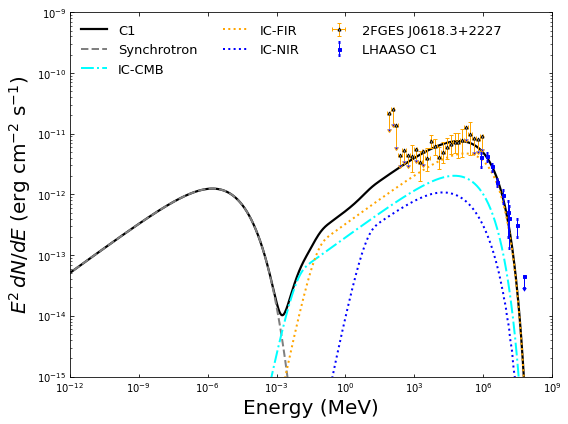 C1
Synchrotron
IC-CMB
IC-FIR
IC-NIR
2FGES J0618.3+2227
LHAASO C1
10⁻⁹
10⁻¹⁰
10⁻¹¹
10⁻¹²
10⁻¹³
10⁻¹⁴
10⁻¹⁵
E² dN/dE (erg cm⁻² s⁻¹)
10⁻¹² 10⁻⁹ 10⁻⁶ 10⁻³ 10⁰ 10³ 10⁶ 10⁹
Energy (MeV)